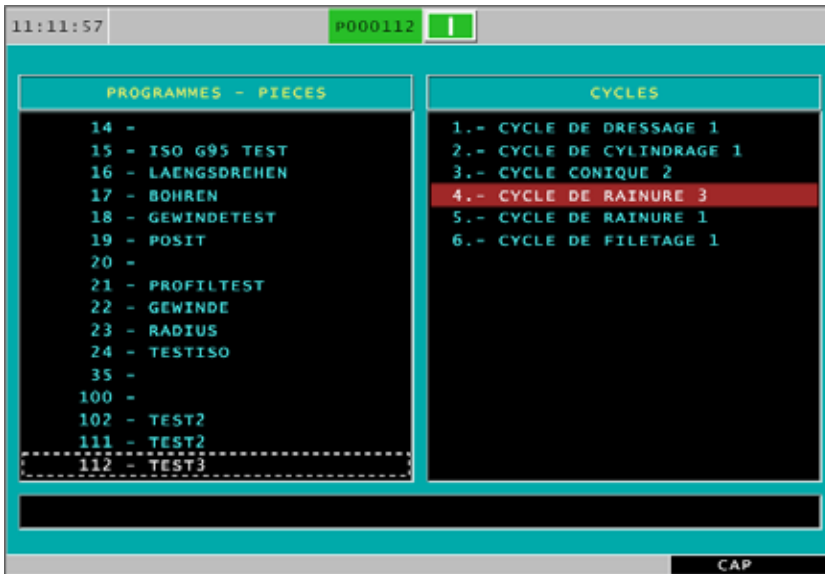 11:11:57
P000112
PROGRAMMES - PIECES
14 -
15 - ISO G95 TEST
16 - LAENGSDREHEN
17 - BOHREN
18 - GEWINDETEST
19 - POSIT
20 -
21 - PROFILTEST
22 - GEWINDE
23 - RADIUS
24 - TESTISO
35 -
100 -
102 - TEST2
111 - TEST2
112 - TEST3
CYCLES
1.- CYCLE DE DRESSAGE 1
2.- CYCLE DE CYLINDRAGE 1
3.- CYCLE CONIQUE 2
4.- CYCLE DE RAINURE 3
5.- CYCLE DE RAINURE 1
6.- CYCLE DE FILETAGE 1
CAP